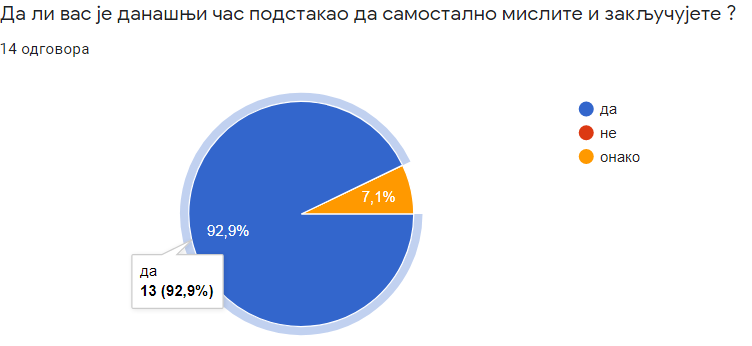 Да ли вас је данашњи час подстакао да самостално мислите и закључујете ?
14 одговора
да
не
онако
7,1%
92,9%
да
13 (92,9%)